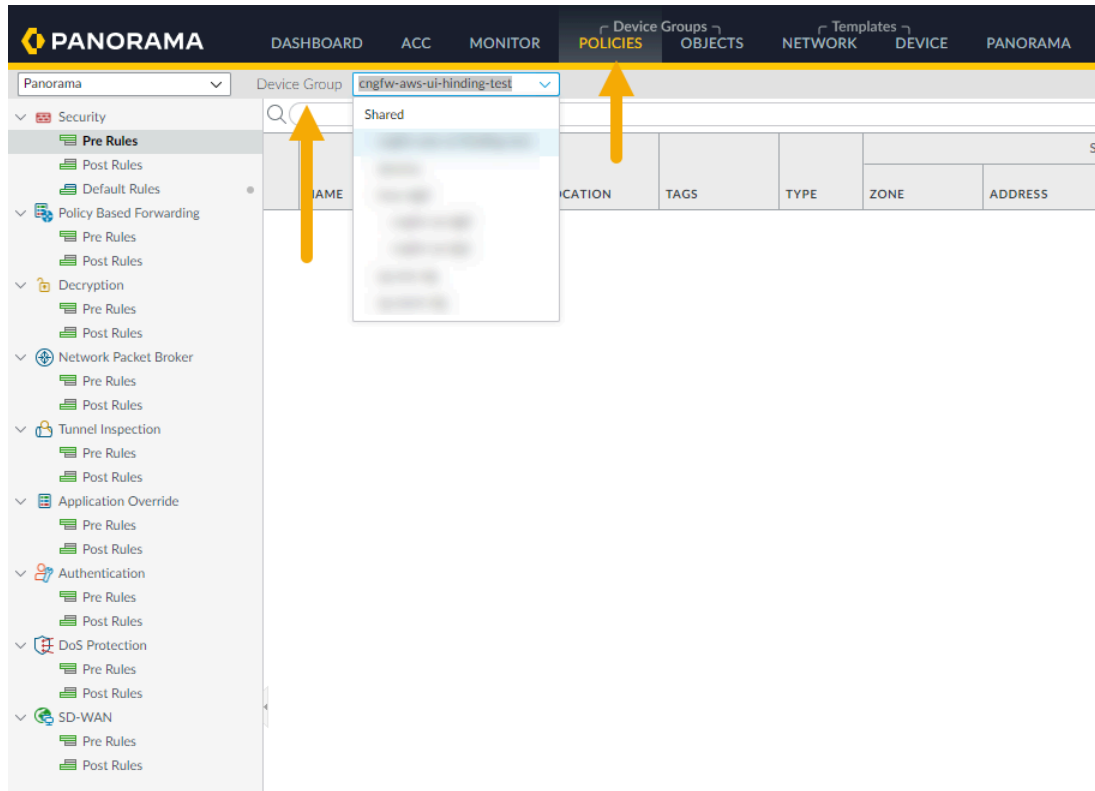 Device Groups
Templates
PANORAMA
DASHBOARD ACC MONITOR POLICIES OBJECTS NETWORK DEVICE PANORAMA
Panorama
Device Group cngfw-aws-ui-hinding-test
Shared
Security
Pre Rules
Post Rules
Default Rules
Policy Based Forwarding
Pre Rules
Post Rules
Decryption
Pre Rules
Post Rules
Network Packet Broker
Pre Rules
Post Rules
Tunnel Inspection
Pre Rules
Post Rules
Application Override
Pre Rules
Post Rules
Authentication
Pre Rules
Post Rules
DoS Protection
Pre Rules
Post Rules
SD-WAN
Pre Rules
Post Rules
S
NAME OCATION TAGS TYPE ZONE ADDRESS